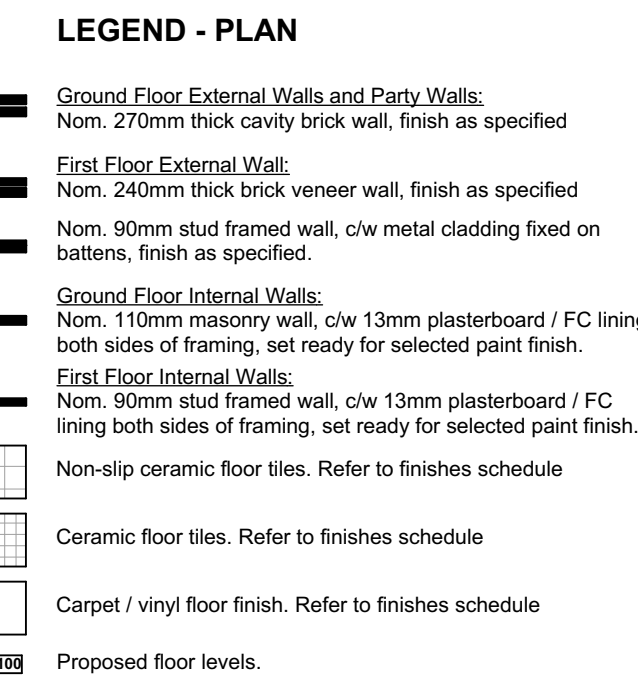 LEGEND - PLAN
Ground Floor External Walls and Party Walls:
Nom. 270mm thick cavity brick wall, finish as specified
First Floor External Wall:
Nom. 240mm thick brick veneer wall, finish as specified
Nom. 90mm stud framed wall, c/w metal cladding fixed on
battens, finish as specified.
Ground Floor Internal Walls:
Nom. 110mm masonry wall, c/w 13mm plasterboard / FC lining
both sides of framing, set ready for selected paint finish.
First Floor Internal Walls:
Nom. 90mm stud framed wall, c/w 13mm plasterboard / FC
lining both sides of framing, set ready for selected paint finish.
Non-slip ceramic floor tiles. Refer to finishes schedule
Ceramic floor tiles. Refer to finishes schedule
Carpet / vinyl floor finish. Refer to finishes schedule
100 Proposed floor levels.